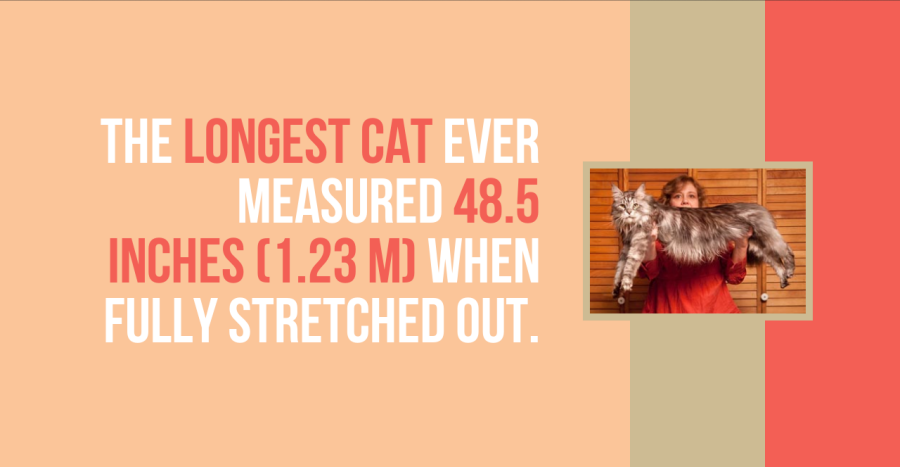 THE LONGEST CAT EVER
MEASURED 48.5
INCHES (1.23 M) WHEN
FULLY STRETCHED OUT.